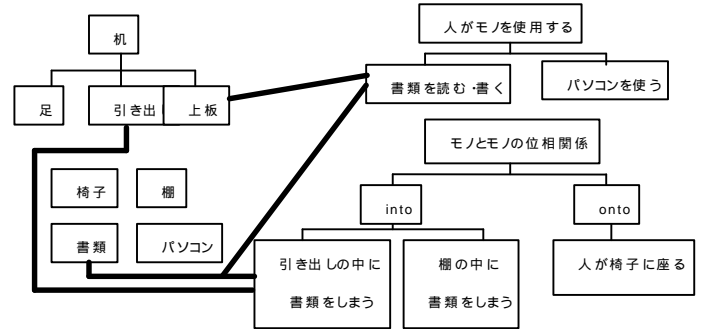 机
足
引き出し
上板
椅子
棚
書類
パソコン
人がモノを使用する
書類を読む・書く
パソコンを使う
モノとモノの位相関係
into
onto
引き出しの中に
書類をしまう
棚の中に
書類をしまう
人が椅子に座る